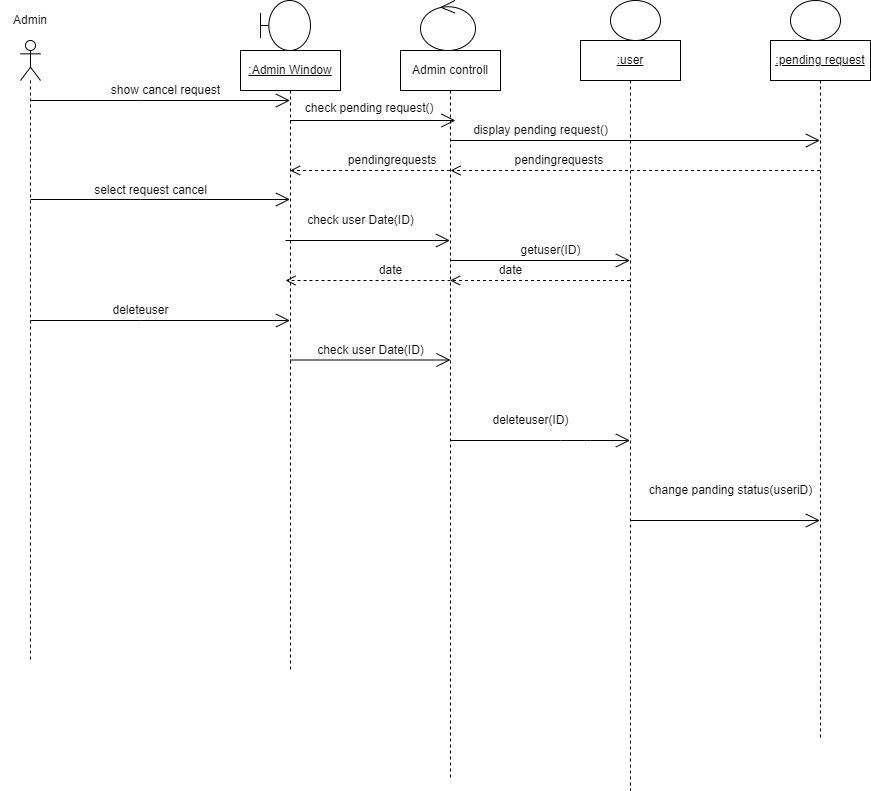 Admin
:Admin Window
Admin controll
:user
:pending request
show cancel request
check pending request()
display pending request()
pendingrequests
pendingrequests
select request cancel
check user Date(ID)
getuser(ID)
date
date
deleteuser
check user Date(ID)
deleteuser(ID)
change panding status(useriD)